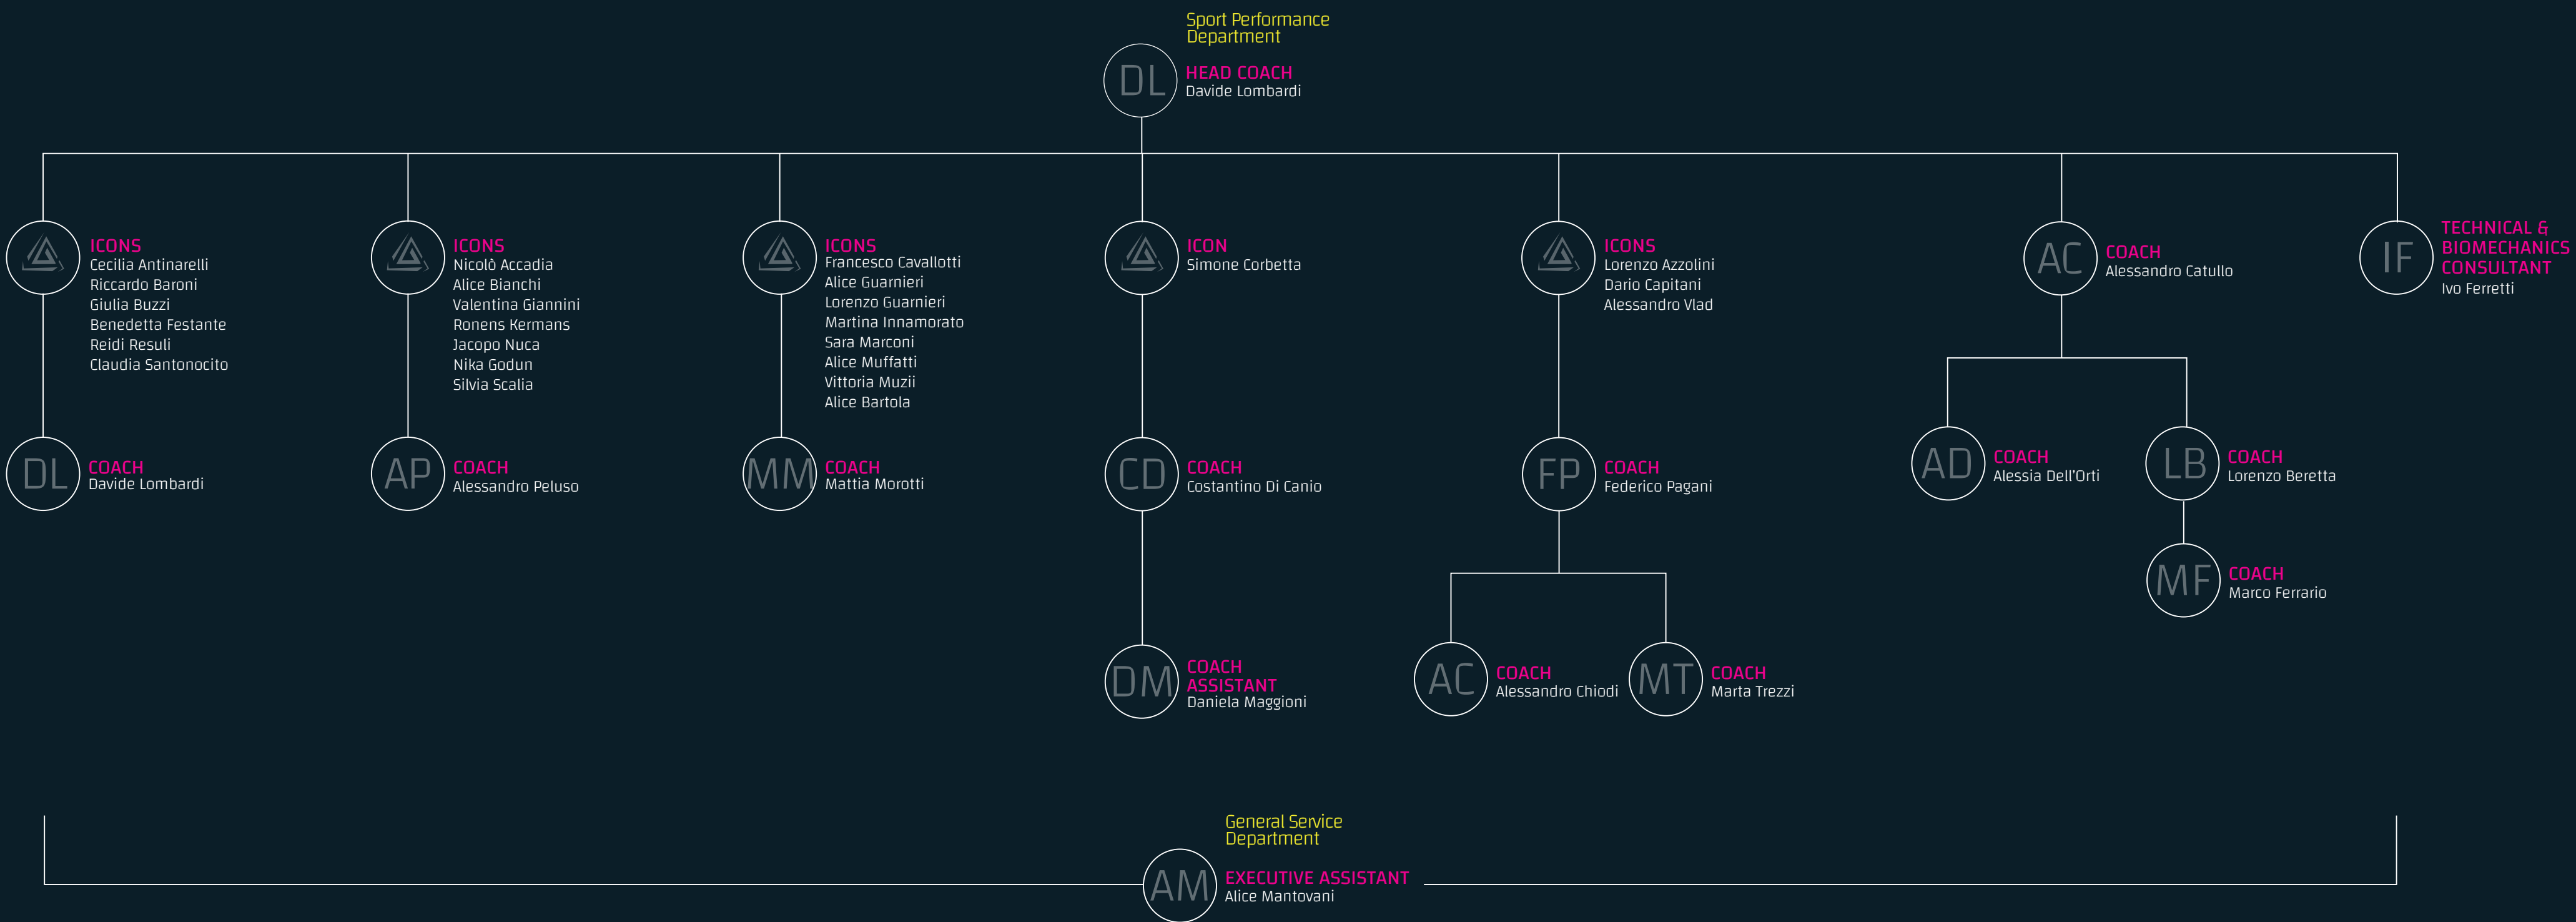 Sport Performance
Department
DL
HEAD COACH
Davide Lombardi
ICONS
Cecilia Antinarelli
Riccardo Baroni
Giulia Buzzi
Benedetta Festante
Reidi Resuli
Claudia Santonocito
DL
COACH
Davide Lombardi
ICONS
Nicolò Accadia
Alice Bianchi
Valentina Giannini
Ronens Kermans
Jacopo Nuca
Nika Godun
Silvia Scalia
AP
COACH
Alessandro Peluso
ICONS
Francesco Cavallotti
Alice Guarnieri
Lorenzo Guarnieri
Martina Innamorato
Sara Marconi
Alice Muffatti
Vittoria Muzii
Alice Bartola
MM
COACH
Mattia Morotti
ICON
Simone Corbetta
CD
COACH
Costantino Di Canio
DM
COACH
ASSISTANT
Daniela Maggioni
ICONS
Lorenzo Azzolini
Dario Capitani
Alessandro Vlad
FP
COACH
Federico Pagani
AC
COACH
Alessandro Chiodi
MT
COACH
Marta Trezzi
AC
COACH
Alessandro Catullo
AD
COACH
Alessia Dell'Orti
LB
COACH
Lorenzo Beretta
MF
COACH
Marco Ferrario
IF
TECHNICAL &
BIOMECHANICS
CONSULTANT
Ivo Ferretti
General Service
Department
AM
EXECUTIVE ASSISTANT
Alice Mantovani